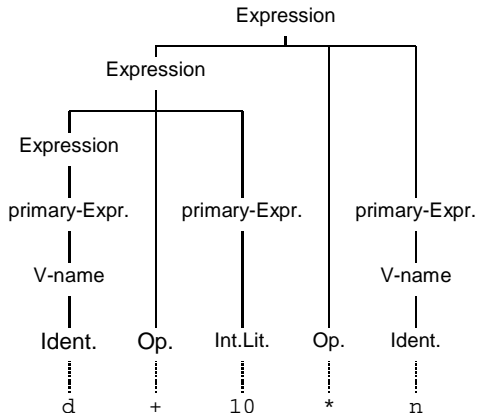 Expression
Expression
Expression
primary-Expr. primary-Expr. primary-Expr.
V-name V-name
Ident. Op. Int.Lit. Op. Ident.
d + 10 * n